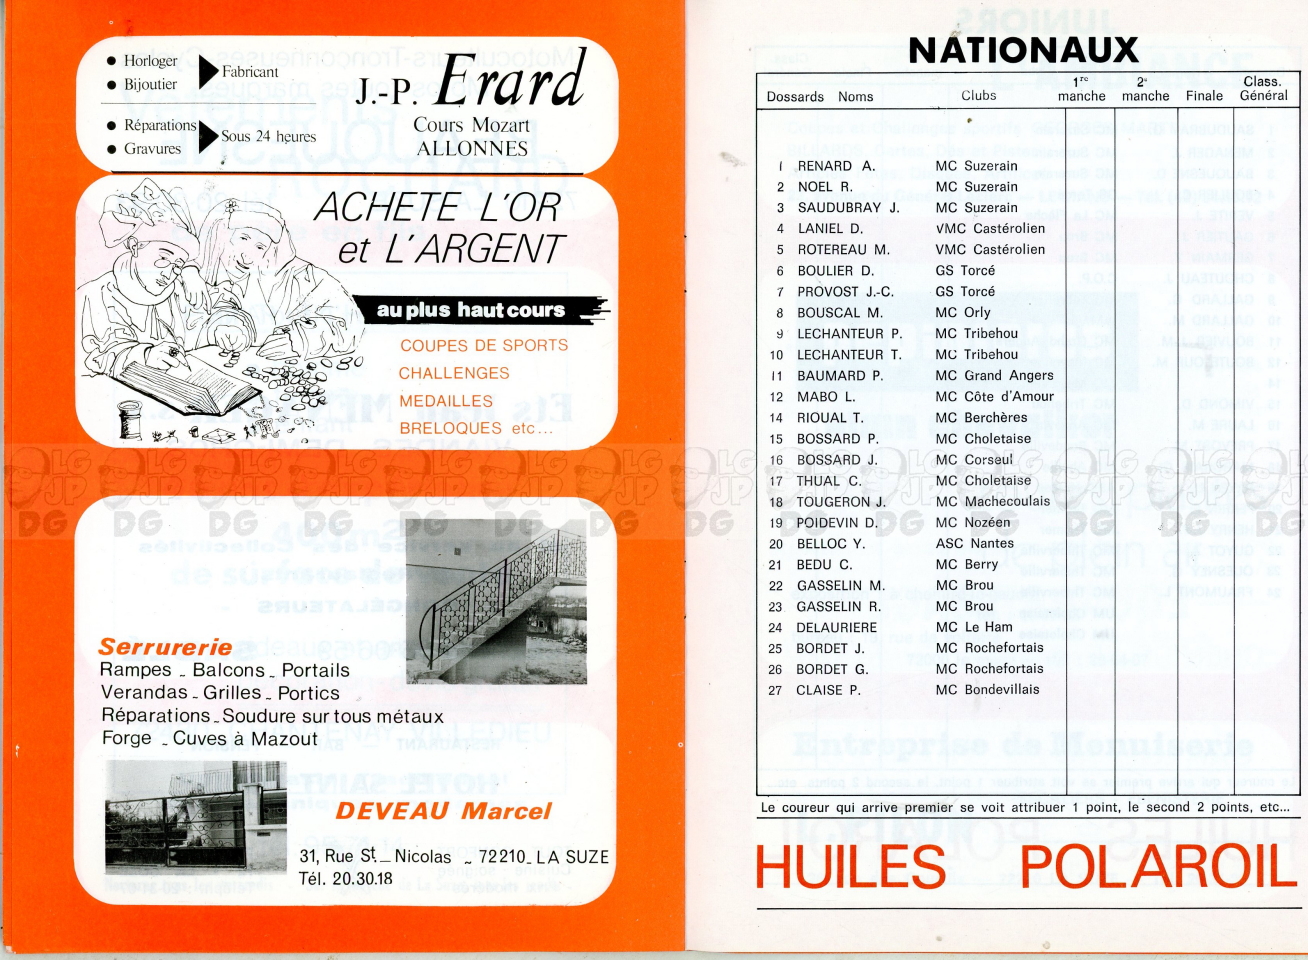 ● Horloger
● Bijoutier
Fabricant
● Réparations
● Gravures
Sous 24 heures
J.-P. Erard
Cours Mozart
ALLONNES
ACHETE L'OR
et L'ARGENT
au plus haut cours
COUPES DE SPORTS
CHALLENGES
MEDAILLES
BRELOQUES etc...
Serrurerie
Rampes - Balcons - Portails
Verandas - Grilles - Portics
Réparations - Soudure sur tous métaux
Forge - Cuves à Mazout
DEVEAU Marcel
31, Rue St - Nicolas - 72210 - LA SUZE
Tél. 20.30.18
NATIONAUX
Dossards Noms Clubs 1re manche 2e manche Finale Class. Général
1 RENARD A. MC Suzerain
2 NOEL R. MC Suzerain
3 SAUDUBRAY J. MC Suzerain
4 LANIEL D. VMC Castérolien
5 ROTEREAU M. VMC Castérolien
6 BOULIER D. GS Torcé
7 PROVOST J.-C. GS Torcé
8 BOUSCAL M. MC Orly
9 LECHANTEUR P. MC Tribehou
10 LECHANTEUR T. MC Tribehou
11 BAUMARD P. MC Grand Angers
12 MABO L. MC Côte d'Amour
14 RIOUAL T. MC Berchères
15 BOSSARD P. MC Choletaise
16 BOSSARD J. MC Corseul
17 THUAL C. MC Choletaise
18 TOUGERON J. MC Machecoulais
19 POIDEVIN D. MC Nozéen
20 BELLOC Y. ASC Nantes
21 BEDU C. MC Berry
22 GASSELIN M. MC Brou
23 GASSELIN R. MC Brou
24 DELAURIERE MC Le Ham
25 BORDET J. MC Rochefortais
26 BORDET G. MC Rochefortais
27 CLAISE P. MC Bondevillais
Le coureur qui arrive premier se voit attribuer 1 point, le second 2 points, etc...
HUILES POLAROIL